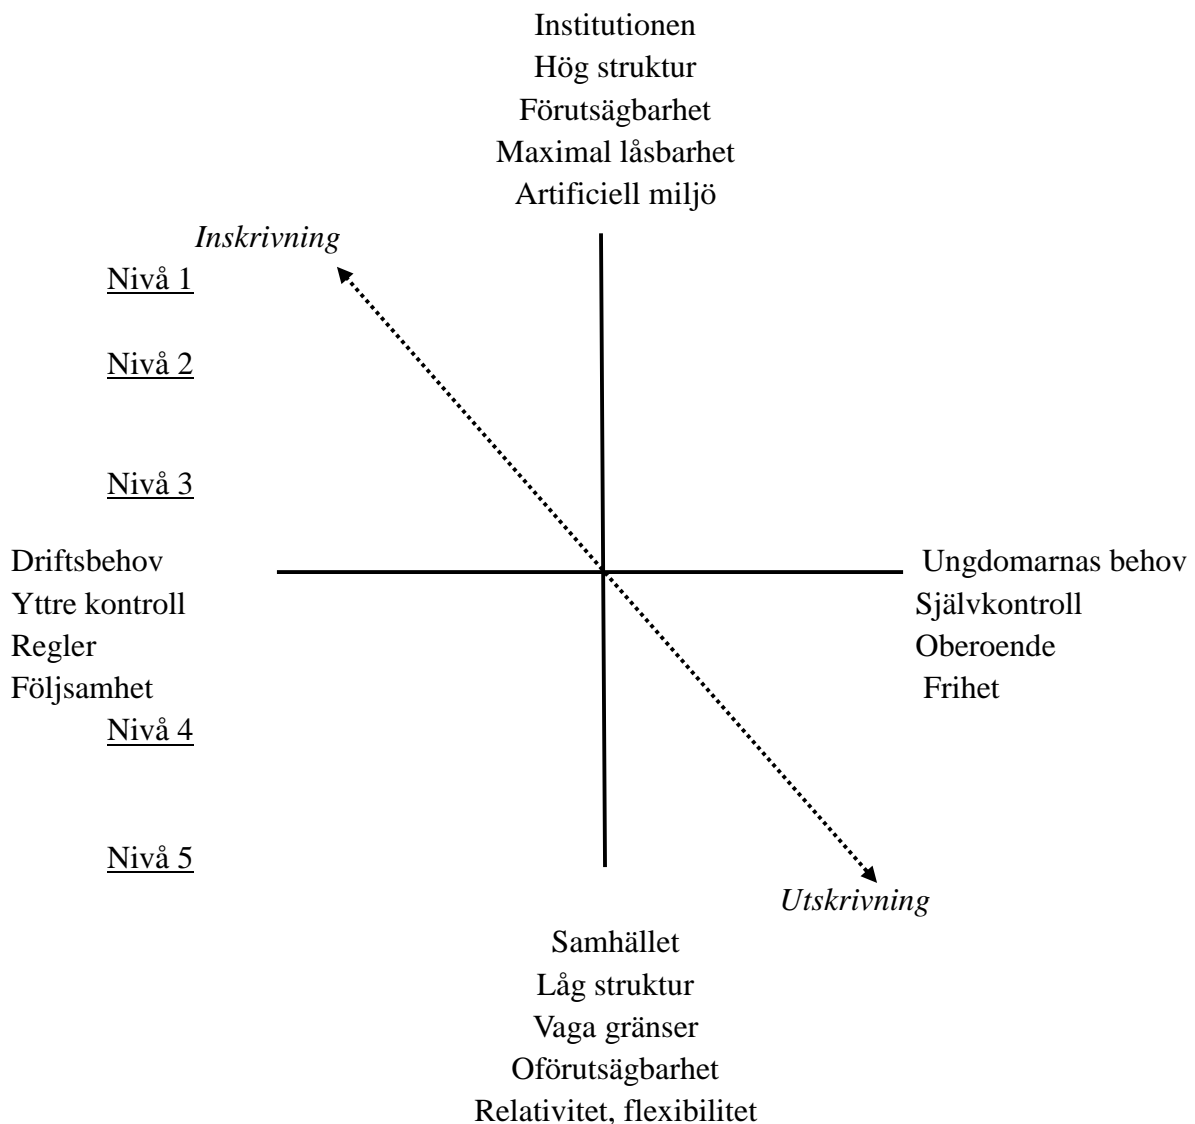 Institutionen
Hög struktur
Förutsägbarhet
Maximal låsbarhet
Artificiell miljö
Inskrivning
Nivå 1
Nivå 2
Nivå 3
Driftsbehov
Yttre kontroll
Regler
Följsamhet
Ungdomarnas behov
Självkontroll
Oberoende
Frihet
Nivå 4
Nivå 5
Utskrivning
Samhället
Låg struktur
Vaga gränser
Oförutsägbarhet
Relativitet, flexibilitet